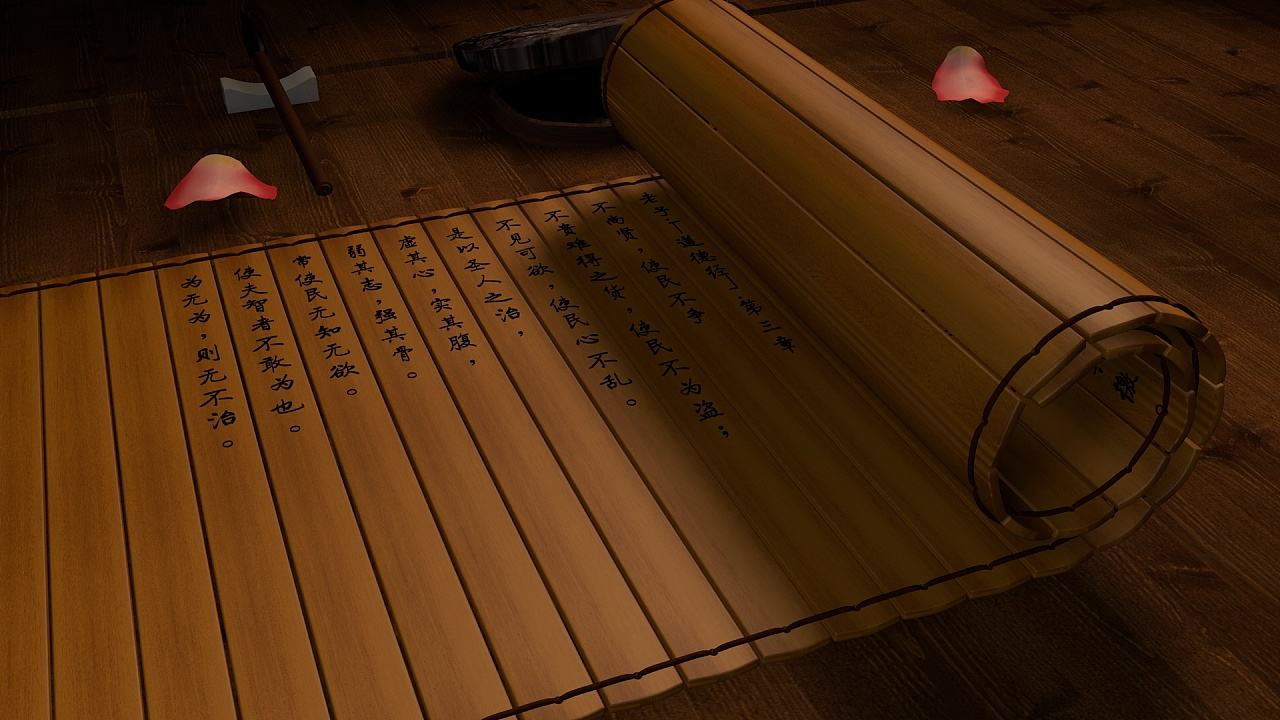 老子｢道德经｣第三章
不尚贤，使民不争
不贵难得之货，使民不为盗；
不见可欲，使民心不乱。
是以圣人之治，
虚其心，实其腹，
弱其志，强其骨。
常使民无知无欲。
使夫智者不敢为也。
为无为，则无不治。
徼